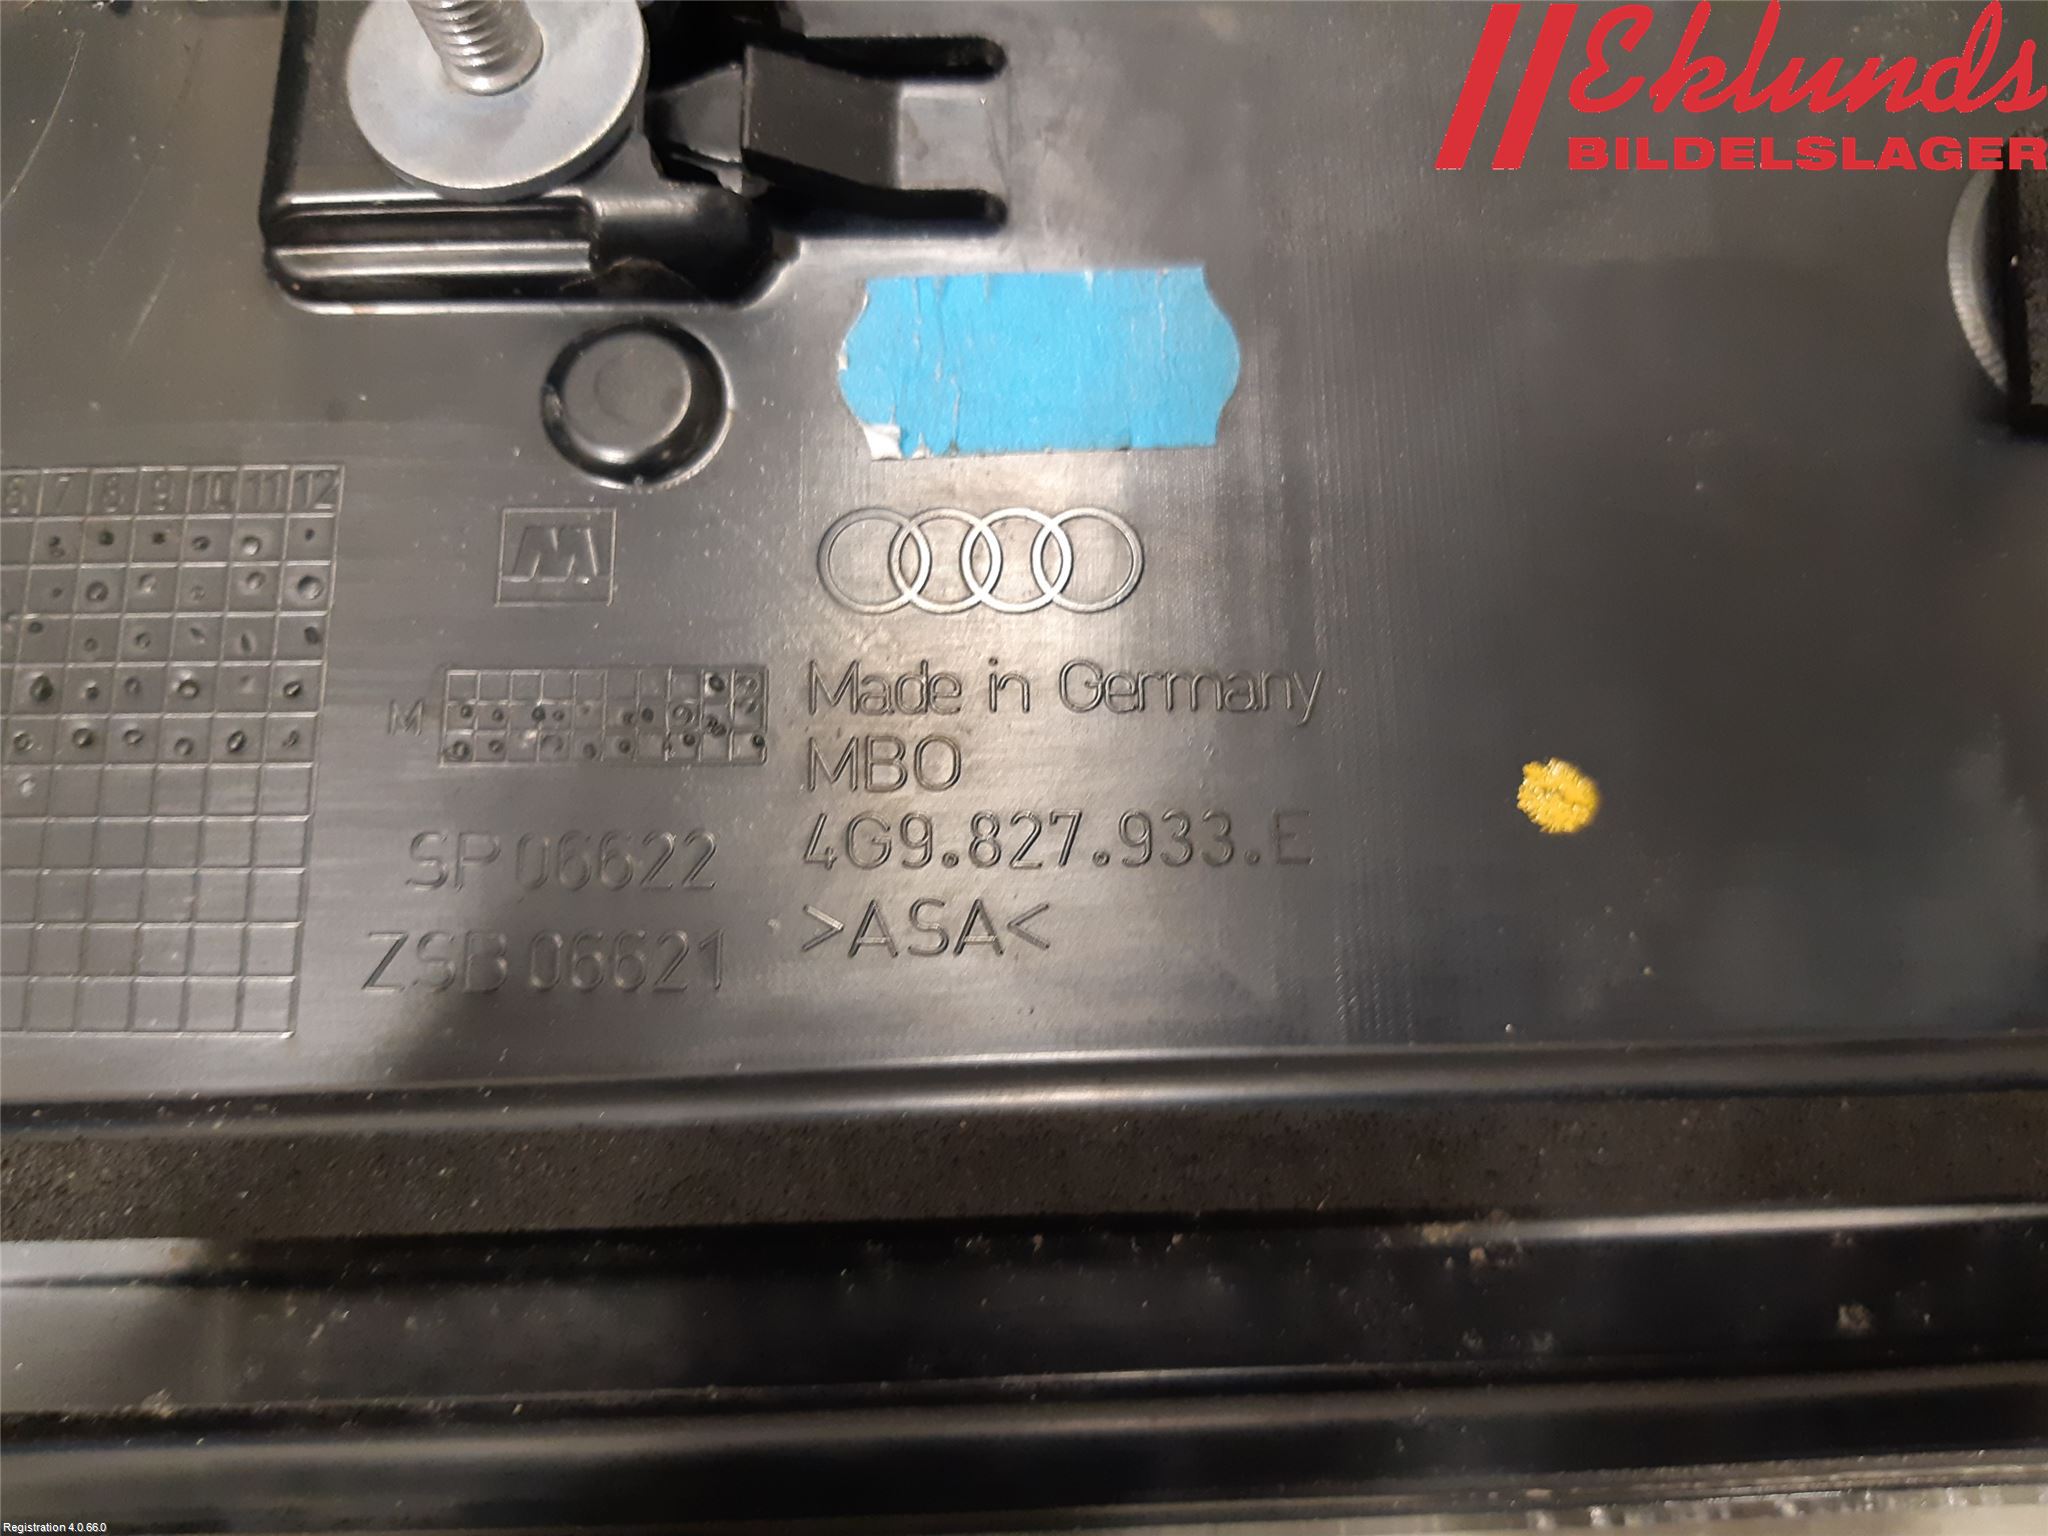 Eklunds
BILDELSLAGER
6 7 8 9 10 11 12
M
Made in Germany
M
MBO
4G9.827.933.E
SP 06622
>ASA<
ZSB 06621
Registration 4.0.66.0